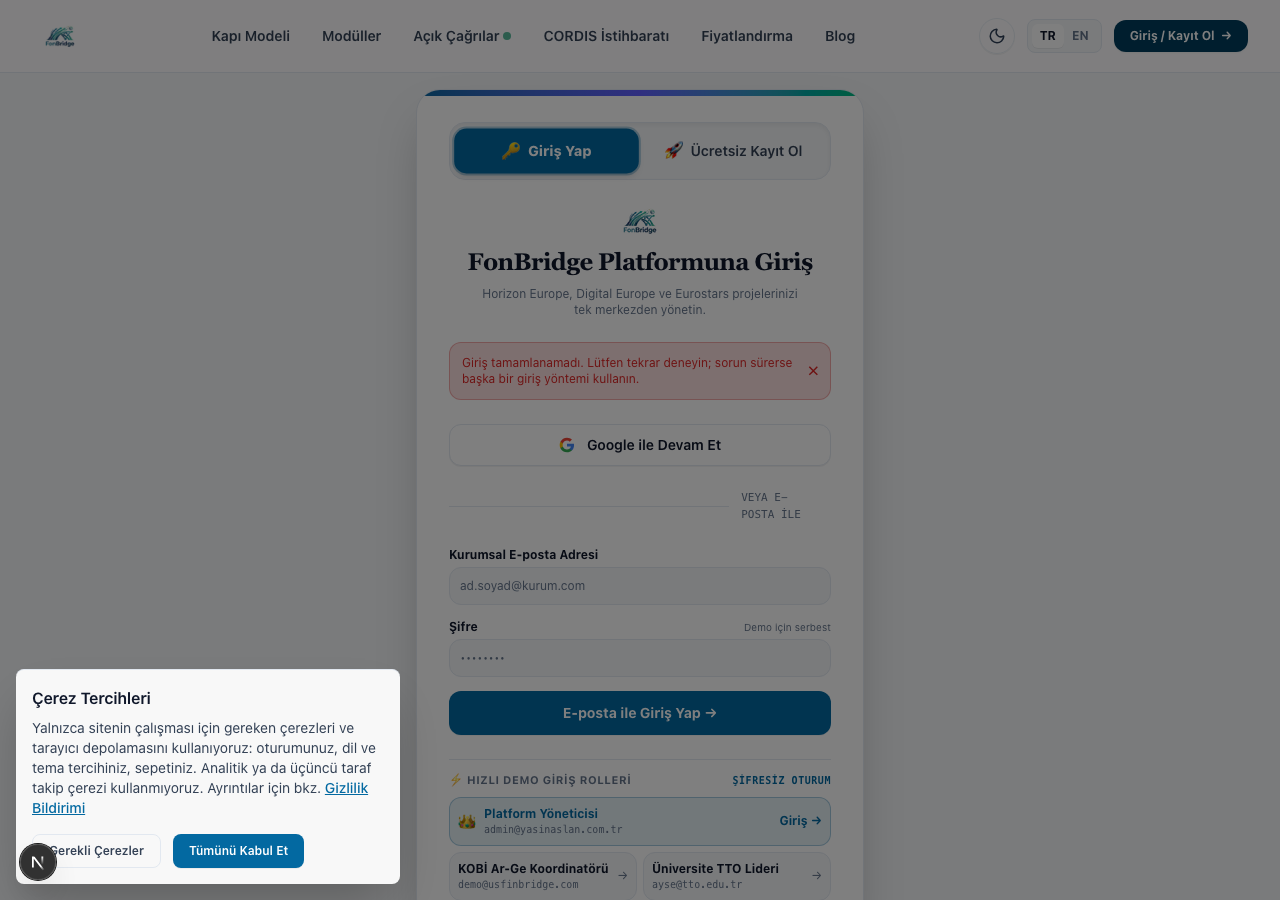 FonBridge
Kapı Modeli
Modüller
Açık Çağrılar
CORDIS İstihbaratı
Fiyatlandırma
Blog
TR
EN
Giriş / Kayıt Ol →
🔑 Giriş Yap
🚀 Ücretsiz Kayıt Ol
FonBridge
FonBridge Platformuna Giriş
Horizon Europe, Digital Europe ve Eurostars projelerinizi
tek merkezden yönetin.
Giriş tamamlanamadı. Lütfen tekrar deneyin; sorun sürerse
başka bir giriş yöntemi kullanın.
×
Google ile Devam Et
VEYA E-
POSTA İLE
Kurumsal E-posta Adresi
ad.soyad@kurum.com
Şifre
Demo için serbest
••••••••
E-posta ile Giriş Yap →
⚡ HIZLI DEMO GİRİŞ ROLLERİ
ŞİFRESİZ OTURUM
Platform Yöneticisi
admin@yasinaslan.com.tr
Giriş →
KOBİ Ar-Ge Koordinatörü
demo@usfinbridge.com
→
Üniversite TTO Lideri
ayse@tto.edu.tr
→
Çerez Tercihleri
Yalnızca sitenin çalışması için gereken çerezleri ve
tarayıcı depolamasını kullanıyoruz: oturumunuz, dil ve
tema tercihiniz, sepetiniz. Analitik ya da üçüncü taraf
takip çerezi kullanmıyoruz. Ayrıntılar için bkz. Gizlilik
Bildirimi
Gerekli Çerezler
Tümünü Kabul Et
N